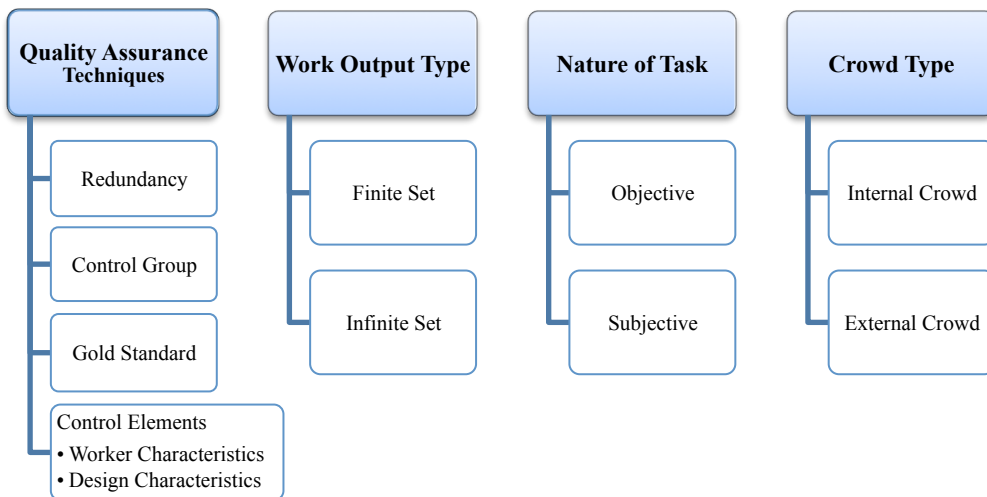 Quality Assurance
Techniques
Redundancy
Control Group
Gold Standard
Control Elements
• Worker Characteristics
• Design Characteristics
Work Output Type
Finite Set
Infinite Set
Nature of Task
Objective
Subjective
Crowd Type
Internal Crowd
External Crowd